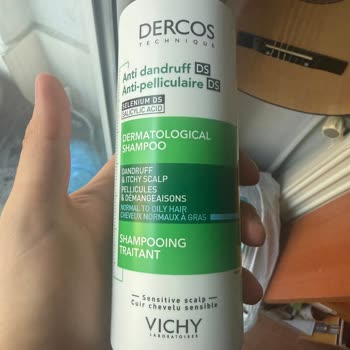 DERCOS
TECHNIQUE
Anti dandruff DS
Anti-pelliculaire DS
SELENIUM DS
SALICYLIC ACID
DERMATOLOGICAL
SHAMPOO
DANDRUFF
& ITCHY SCALP
PELLICULES
& DÉMANGEAISONS
NORMAL TO OILY HAIR
CHEVEUX NORMAUX À GRAS
SHAMPOOING
TRAITANT
Sensitive scalp
Cuir chevelu sensible
VICHY
LABORATOIRES